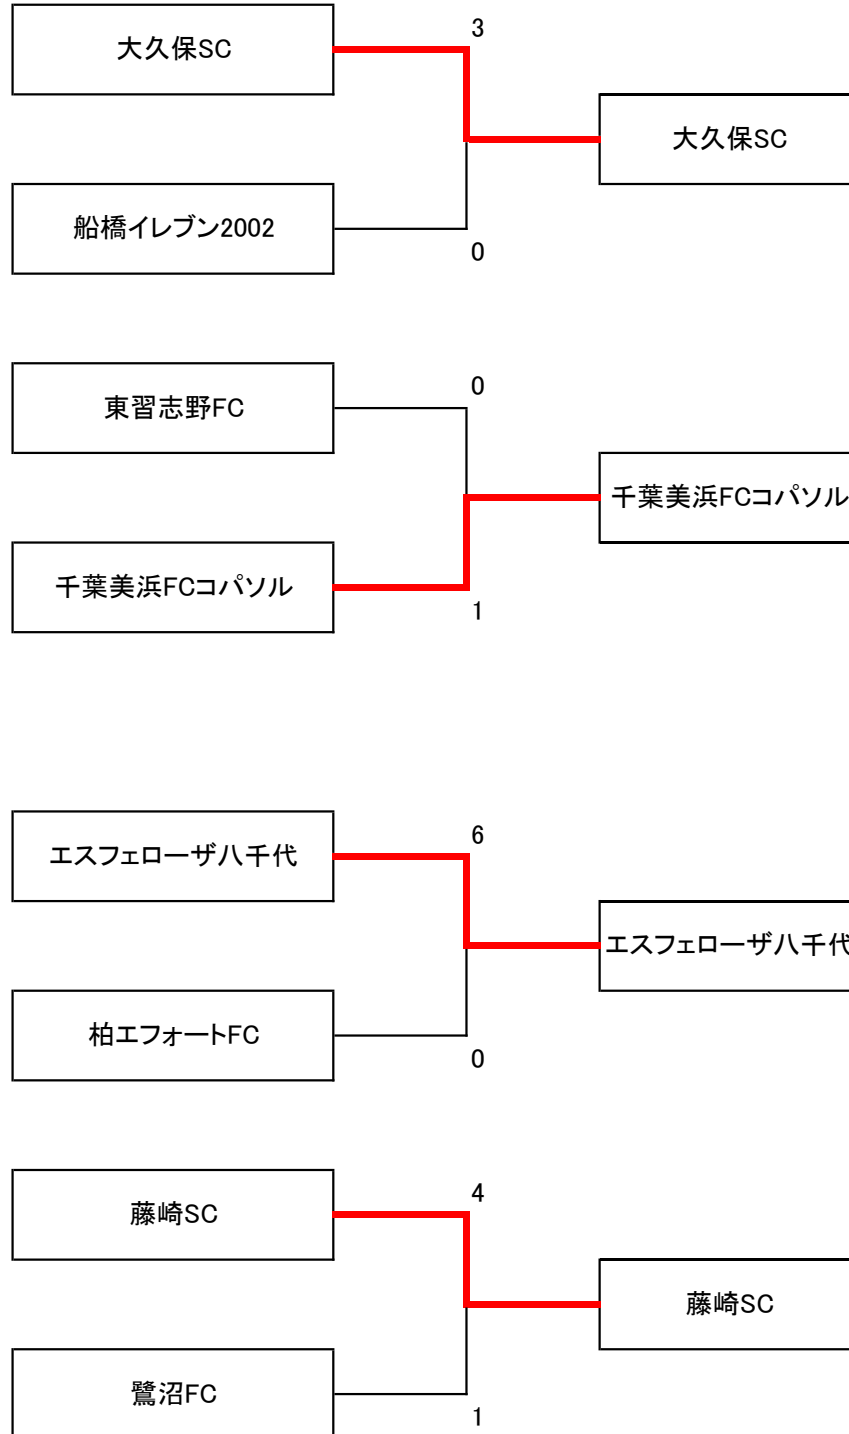 大久保SC
3
大久保SC
船橋イレブン2002
0
東習志野FC
0
千葉美浜FCコパソル
千葉美浜FCコパソル
1
エスフェローザ八千代
6
エスフェローザ八千代
柏エフォートFC
0
藤崎SC
4
藤崎SC
鷺沼FC
1